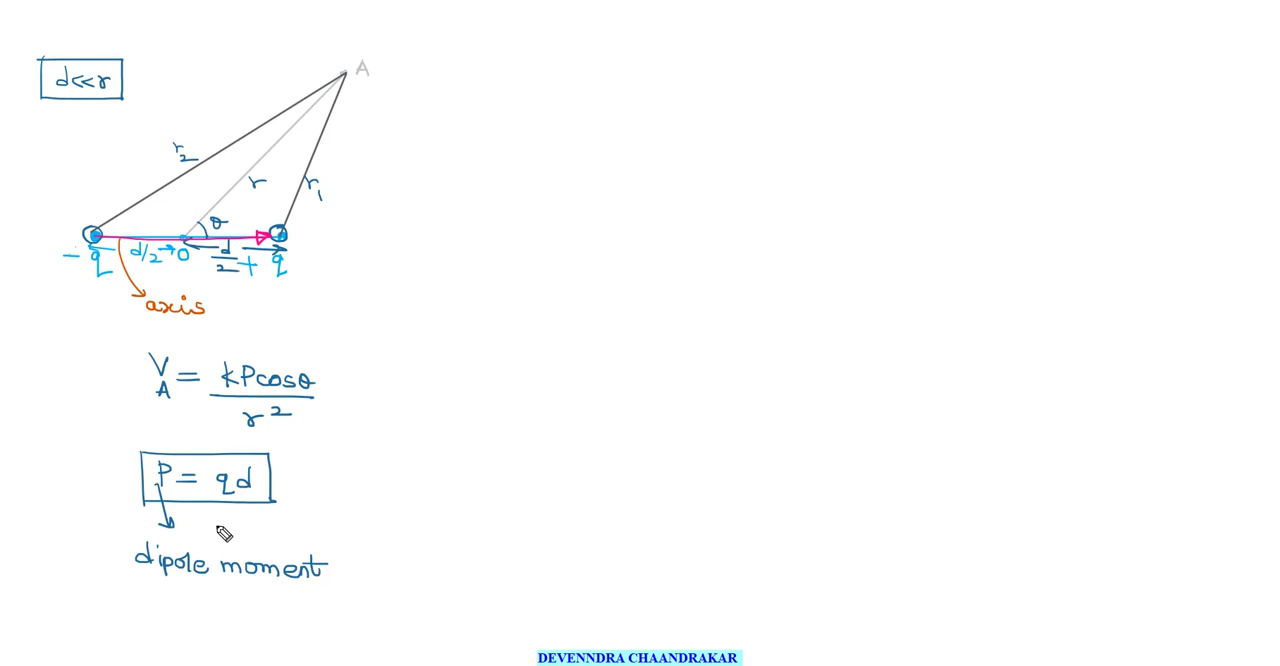 d<<r
A
r2
r
r1
θ
- q
d/2
O
d/2
+ q
axis
VA = kPcosθ / r²
P = qd
dipole moment
DEVENNDRA CHAANDRAKAR